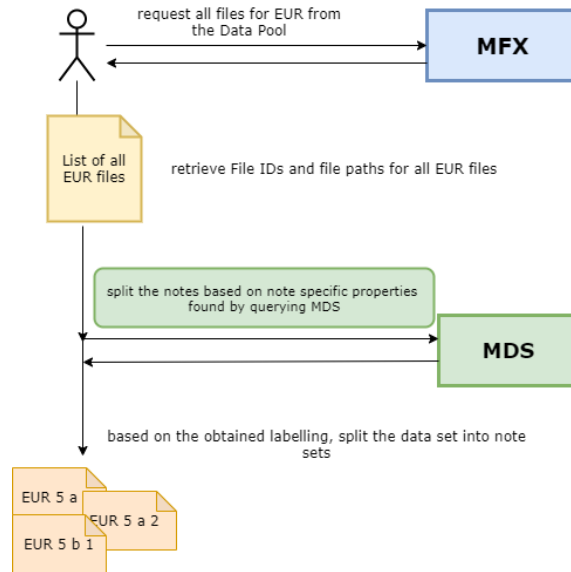 request all files for EUR from
the Data Pool
MFX
List of all
EUR files
retrieve File IDs and file paths for all EUR files
split the notes based on note specific properties
found by querying MDS
MDS
based on the obtained labelling, split the data set into note
sets
EUR 5 a
EUR 5 a 2
EUR 5 b 1